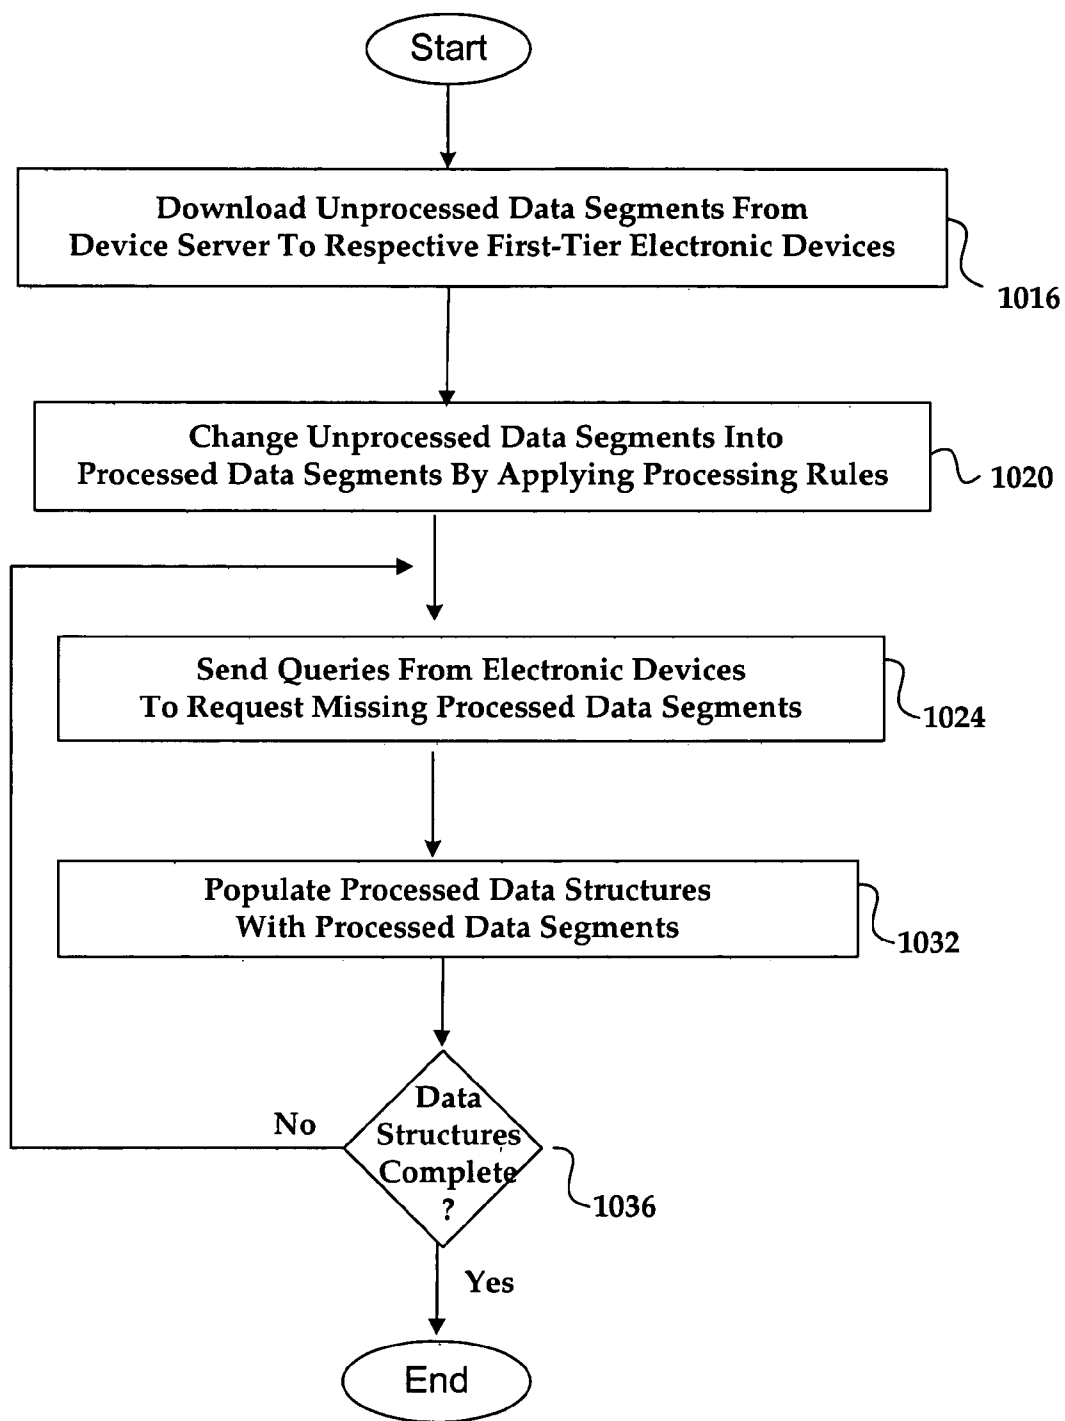 Start
Download Unprocessed Data Segments From
Device Server To Respective First-Tier Electronic Devices
1016
Change Unprocessed Data Segments Into
Processed Data Segments By Applying Processing Rules
1020
Send Queries From Electronic Devices
To Request Missing Processed Data Segments
1024
Populate Processed Data Structures
With Processed Data Segments
1032
Data
Structures
Complete
?
No
1036
Yes
End